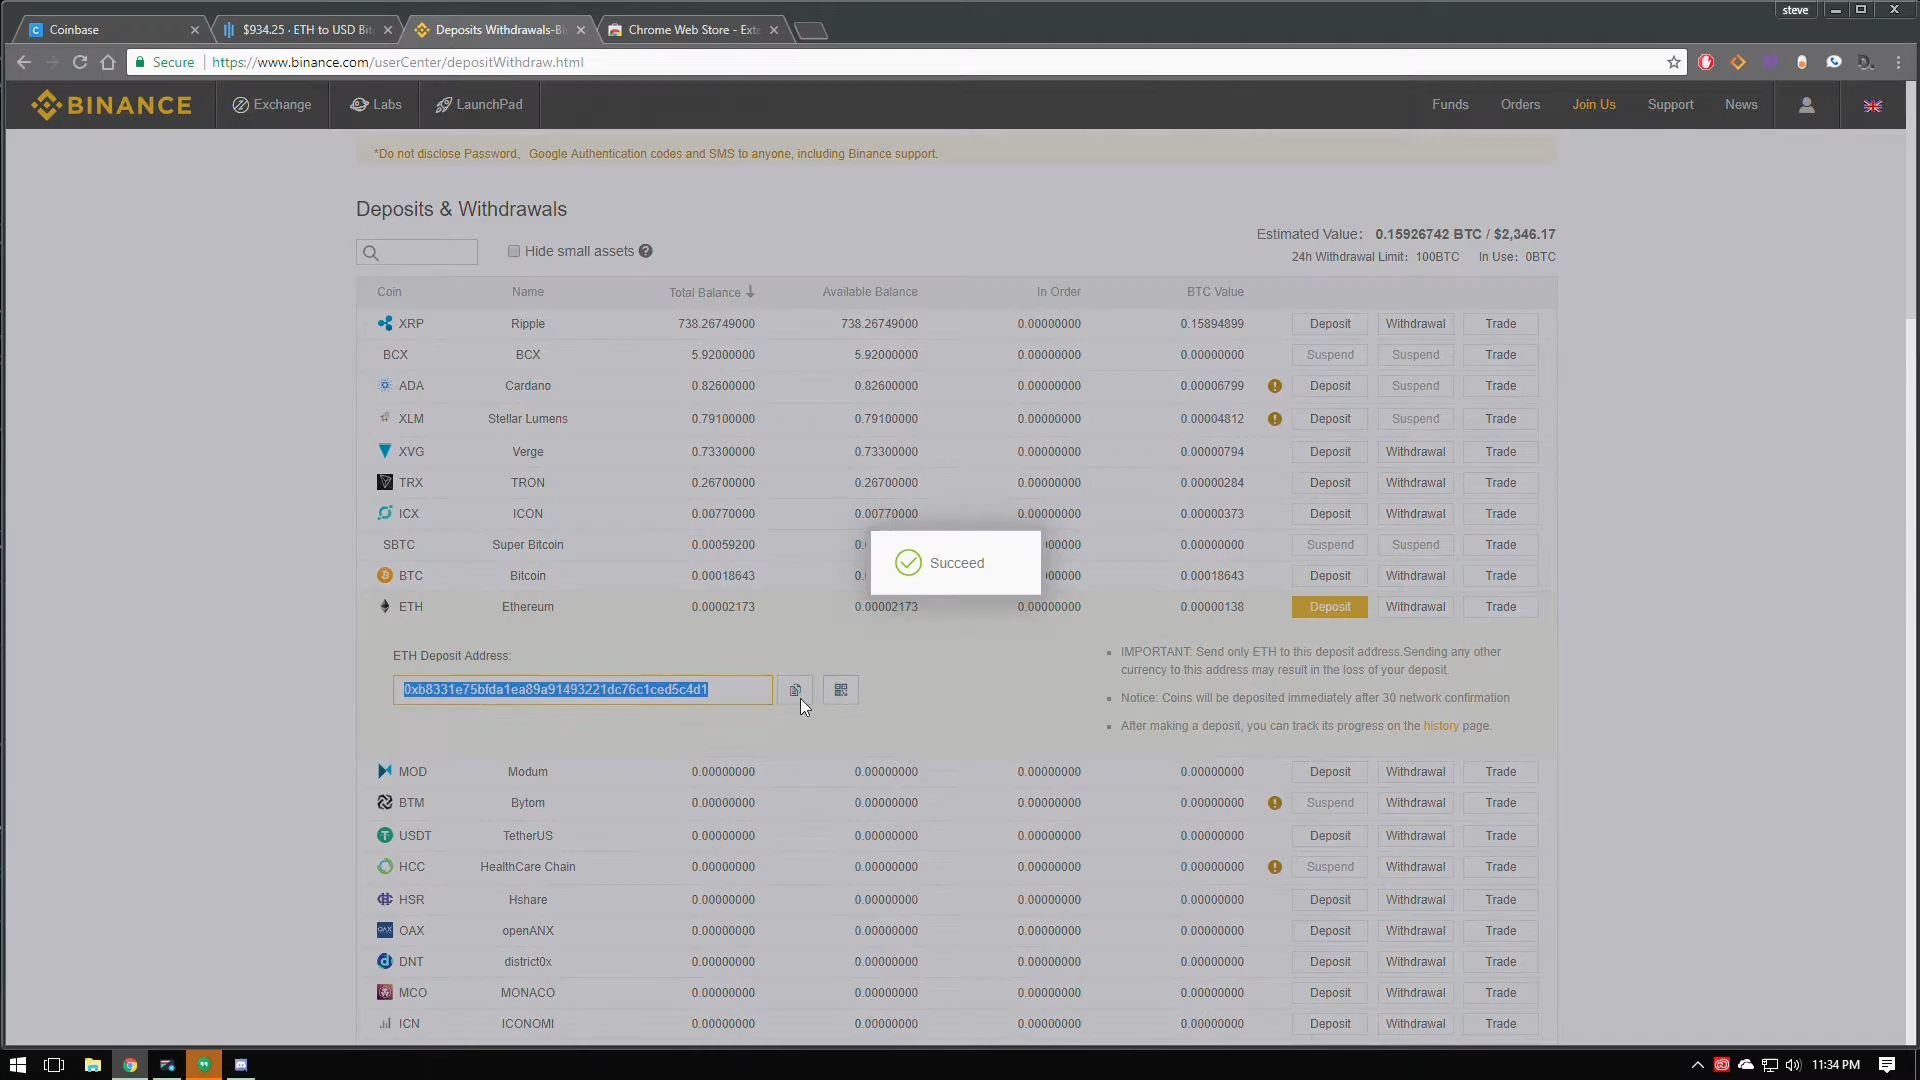 steve
Coinbase
$934.25 · ETH to USD Bit
Deposits Withdrawals-Bi
Chrome Web Store - Exte
Secure
https://www.binance.com/userCenter/depositWithdraw.html
BINANCE
Exchange
Labs
LaunchPad
Funds
Orders
Join Us
Support
News
*Do not disclose Password、Google Authentication codes and SMS to anyone, including Binance support.
Deposits & Withdrawals
Hide small assets ?
Estimated Value： 0.15926742 BTC / $2,346.17
24h Withdrawal Limit：100BTC In Use：0BTC
Coin Name Total Balance Available Balance In Order BTC Value
XRP Ripple 738.26749000 738.26749000 0.00000000 0.15894899 Deposit Withdrawal Trade
BCX BCX 5.92000000 5.92000000 0.00000000 0.00000000 Suspend Suspend Trade
ADA Cardano 0.82600000 0.82600000 0.00000000 0.00006799 ! Deposit Suspend Trade
XLM Stellar Lumens 0.79100000 0.79100000 0.00000000 0.00004812 ! Deposit Suspend Trade
XVG Verge 0.73300000 0.73300000 0.00000000 0.00000794 Deposit Withdrawal Trade
TRX TRON 0.26700000 0.26700000 0.00000000 0.00000284 Deposit Withdrawal Trade
ICX ICON 0.00770000 0.00770000 0.00000000 0.00000373 Deposit Withdrawal Trade
SBTC Super Bitcoin 0.00059200 0. 00000 0.00000000 Suspend Suspend Trade
Succeed
BTC Bitcoin 0.00018643 0. 00000 0.00018643 Deposit Withdrawal Trade
ETH Ethereum 0.00002173 0.00002173 0.00000000 0.00000138 Deposit Withdrawal Trade
ETH Deposit Address:
0xb8331e75bfda1ea89a91493221dc76c1ced5c4d1
IMPORTANT: Send only ETH to this deposit address.Sending any other
currency to this address may result in the loss of your deposit.
Notice: Coins will be deposited immediately after 30 network confirmation
After making a deposit, you can track its progress on the history page.
MOD Modum 0.00000000 0.00000000 0.00000000 0.00000000 Deposit Withdrawal Trade
BTM Bytom 0.00000000 0.00000000 0.00000000 0.00000000 ! Suspend Withdrawal Trade
USDT TetherUS 0.00000000 0.00000000 0.00000000 0.00000000 Deposit Withdrawal Trade
HCC HealthCare Chain 0.00000000 0.00000000 0.00000000 0.00000000 ! Suspend Withdrawal Trade
HSR Hshare 0.00000000 0.00000000 0.00000000 0.00000000 Deposit Withdrawal Trade
OAX openANX 0.00000000 0.00000000 0.00000000 0.00000000 Deposit Withdrawal Trade
DNT district0x 0.00000000 0.00000000 0.00000000 0.00000000 Deposit Withdrawal Trade
MCO MONACO 0.00000000 0.00000000 0.00000000 0.00000000 Deposit Withdrawal Trade
ICN ICONOMI 0.00000000 0.00000000 0.00000000 0.00000000 Deposit Withdrawal Trade
11:34 PM